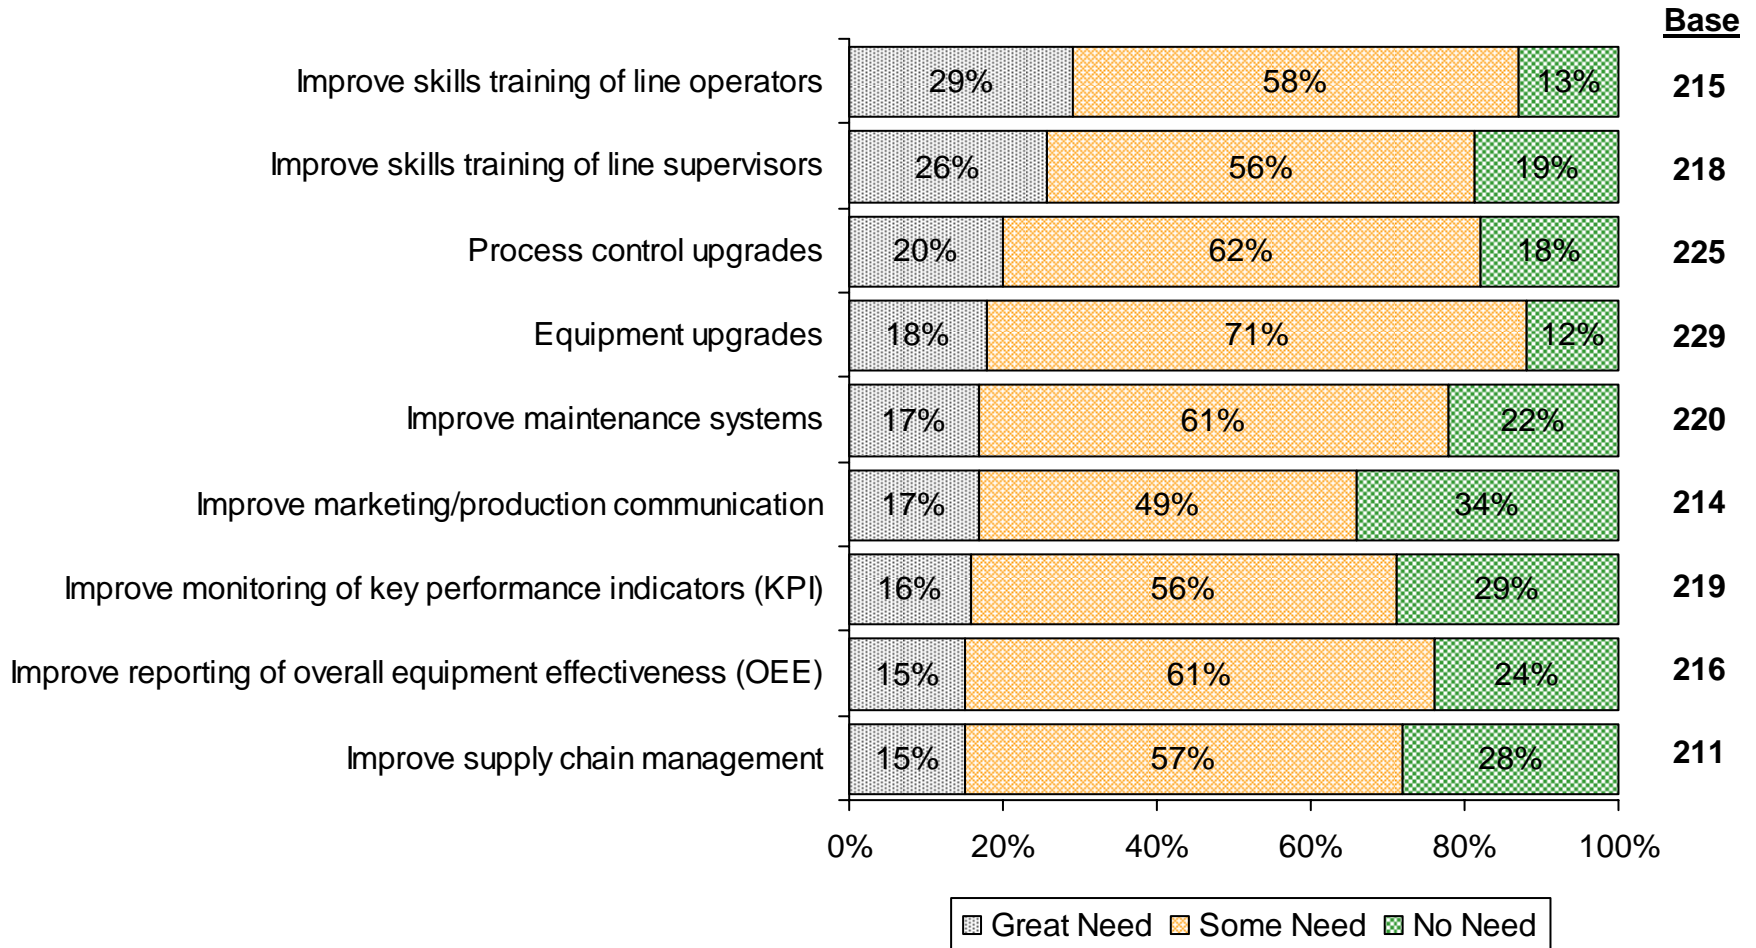 Base
Improve skills training of line operators 29% 58% 13% 215
Improve skills training of line supervisors 26% 56% 19% 218
Process control upgrades 20% 62% 18% 225
Equipment upgrades 18% 71% 12% 229
Improve maintenance systems 17% 61% 22% 220
Improve marketing/production communication 17% 49% 34% 214
Improve monitoring of key performance indicators (KPI) 16% 56% 29% 219
Improve reporting of overall equipment effectiveness (OEE) 15% 61% 24% 216
Improve supply chain management 15% 57% 28% 211
0% 20% 40% 60% 80% 100%
Great Need Some Need No Need